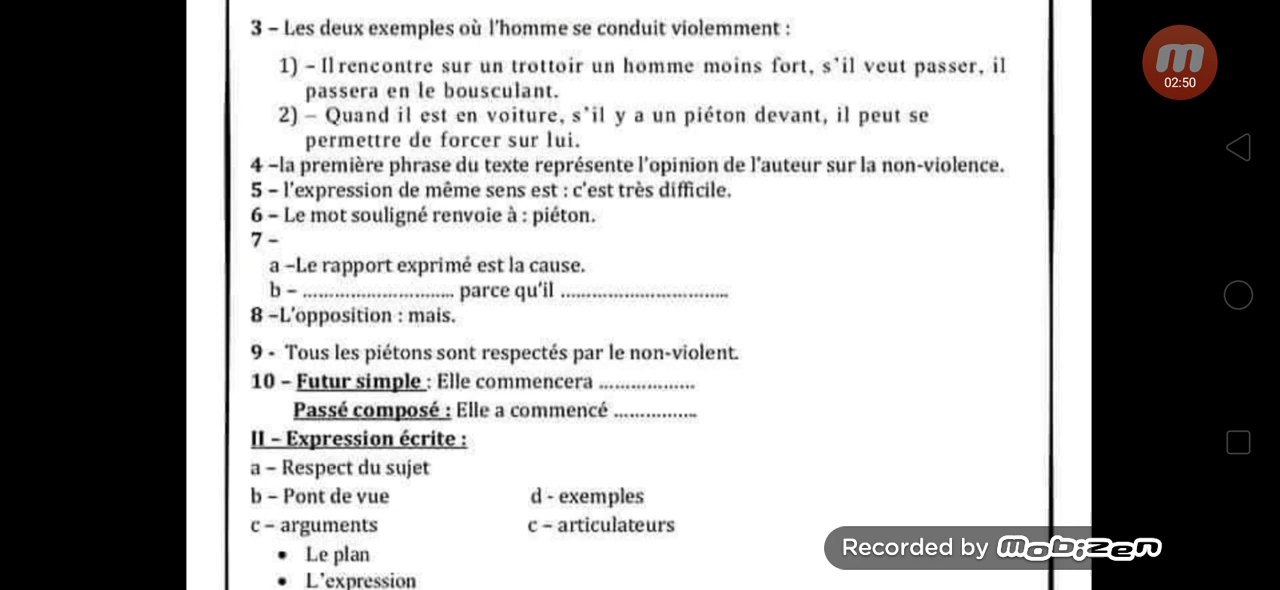 3 – Les deux exemples où l'homme se conduit violemment :
1) – Il rencontre sur un trottoir un homme moins fort, s'il veut passer, il
passera en le bousculant.
2) – Quand il est en voiture, s'il y a un piéton devant, il peut se
permettre de forcer sur lui.
4 –la première phrase du texte représente l'opinion de l'auteur sur la non-violence.
5 – l'expression de même sens est : c'est très difficile.
6 – Le mot souligné renvoie à : piéton.
7 –
a –Le rapport exprimé est la cause.
b – ............................ parce qu'il ...............................
8 –L'opposition : mais.
9 - Tous les piétons sont respectés par le non-violent.
10 – Futur simple : Elle commencera ..................
Passé composé : Elle a commencé ................
II – Expression écrite :
a – Respect du sujet
b – Pont de vue d - exemples
c – arguments c – articulateurs
• Le plan
• L'expression
02:50
Recorded by mobizen